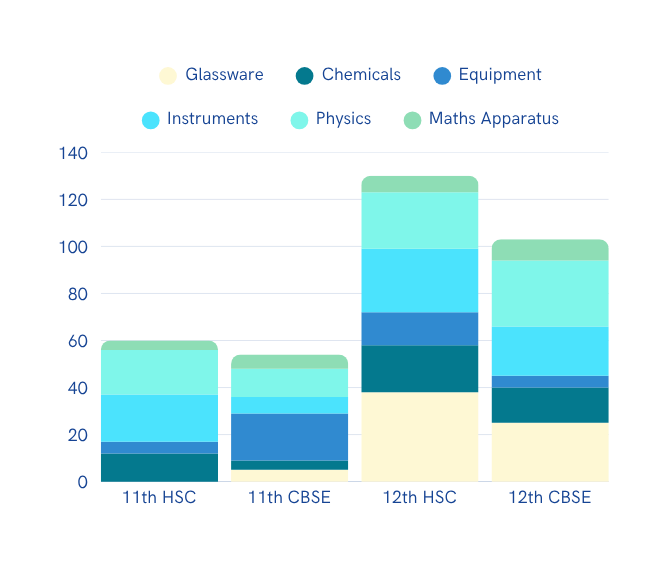 Glassware Chemicals Equipment
Instruments Physics Maths Apparatus
140
120
100
80
60
40
20
0
11th HSC 11th CBSE 12th HSC 12th CBSE